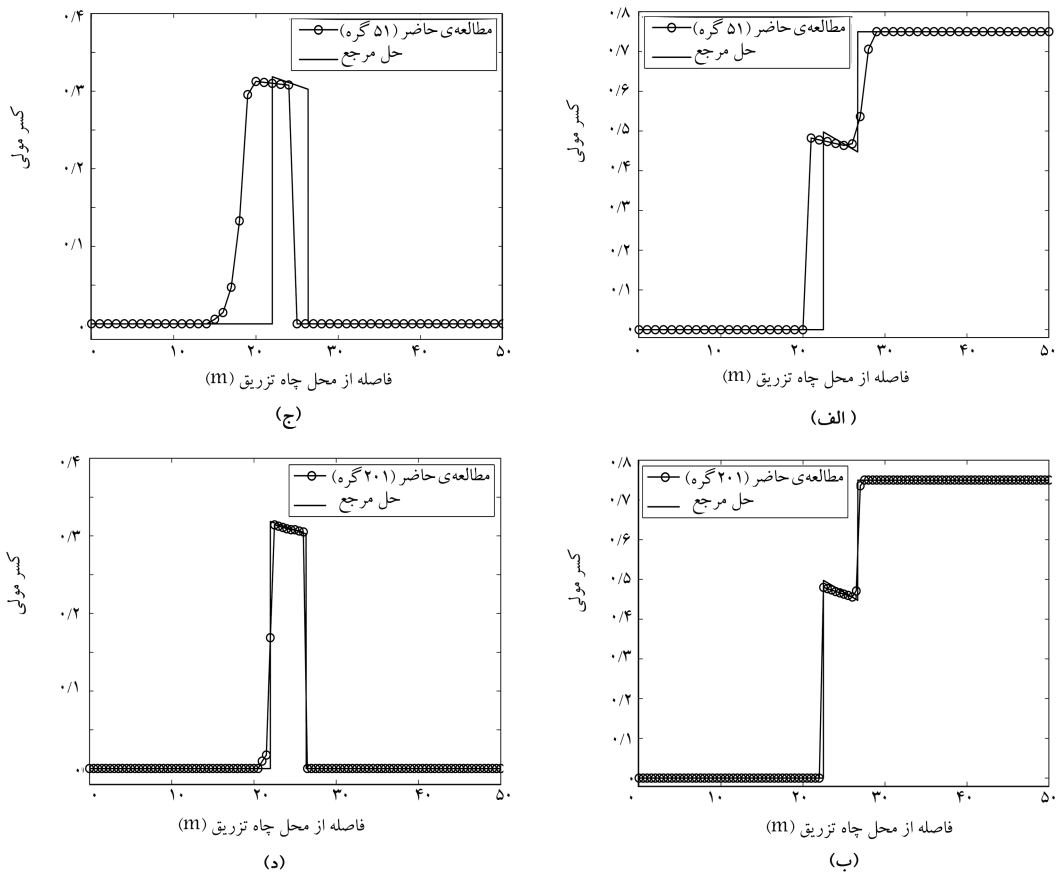 ۰/۸
۰/۷
۰/۶
۰/۵
۰/۴
۰/۳
۰/۲
۰/۱
۰
کسر مولی
مطالعه‌ی حاضر (۵۱ گره)
حل مرجع
۰ ۱۰ ۲۰ ۳۰ ۴۰ ۵۰
فاصله از محل چاه تزریق (m)
(الف)
۰/۴
۰/۳
۰/۲
۰/۱
۰
کسر مولی
مطالعه‌ی حاضر (۵۱ گره)
حل مرجع
۰ ۱۰ ۲۰ ۳۰ ۴۰ ۵۰
فاصله از محل چاه تزریق (m)
(ج)
۰/۸
۰/۷
۰/۶
۰/۵
۰/۴
۰/۳
۰/۲
۰/۱
۰
کسر مولی
مطالعه‌ی حاضر (۲۰۱ گره)
حل مرجع
۰ ۱۰ ۲۰ ۳۰ ۴۰ ۵۰
فاصله از محل چاه تزریق (m)
(ب)
۰/۴
۰/۳
۰/۲
۰/۱
۰
کسر مولی
مطالعه‌ی حاضر (۲۰۱ گره)
حل مرجع
۰ ۱۰ ۲۰ ۳۰ ۴۰ ۵۰
فاصله از محل چاه تزریق (m)
(د)